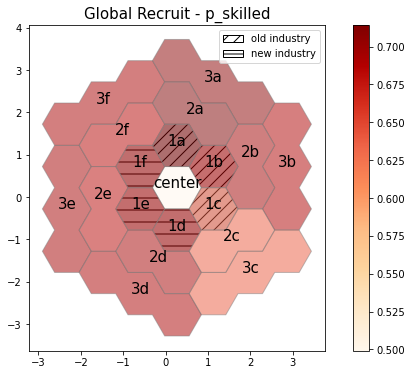 Global Recruit - p_skilled
old industry
new industry
3a
3f
2a
2f
1a
2b
1f
1b
3b
center
2e
3e
1e
1c
1d
2c
2d
3c
3d
4
3
2
1
0
−1
−2
−3
−3
−2
−1
0
1
2
3
0.700
0.675
0.650
0.625
0.600
0.575
0.550
0.525
0.500